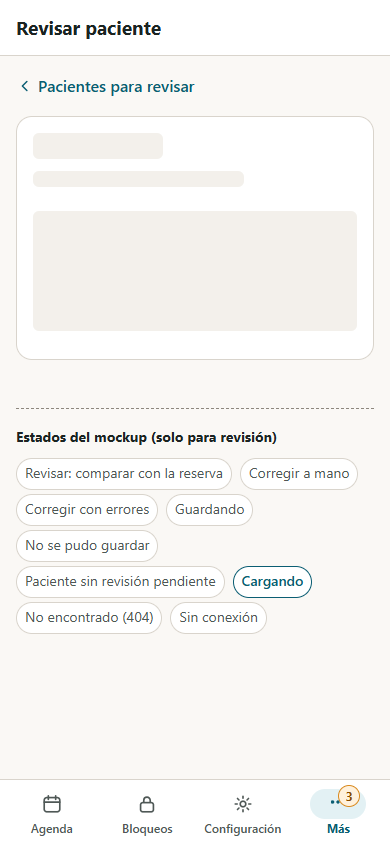 Revisar paciente
Pacientes para revisar
Estados del mockup (solo para revisión)
Revisar: comparar con la reserva
Corregir a mano
Corregir con errores
Guardando
No se pudo guardar
Paciente sin revisión pendiente
Cargando
No encontrado (404)
Sin conexión
3
Agenda
Bloqueos
Configuración
Más